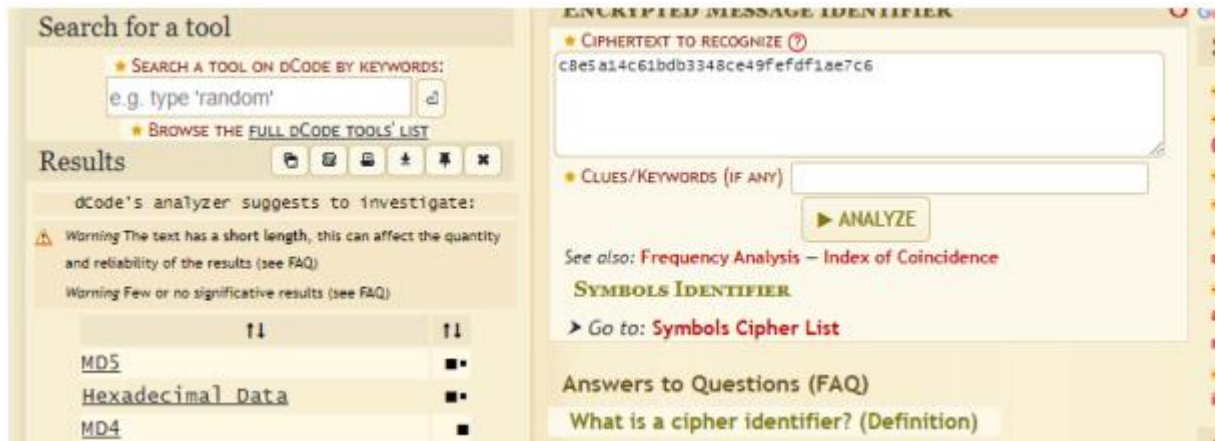 Search for a tool
★ SEARCH A TOOL ON DCODE BY KEYWORDS:
e.g. type 'random'
★ BROWSE THE FULL DCODE TOOLS' LIST
Results
dCode's analyzer suggests to investigate:
Warning The text has a short length, this can affect the quantity
and reliability of the results (see FAQ)
Warning Few or no significative results (see FAQ)
↑↓ ↑↓
MD5
Hexadecimal Data
MD4
ENCRYPTED MESSAGE IDENTIFIER
★ CIPHERTEXT TO RECOGNIZE ?
c8e5a14c61bdb3348ce49fefdf1ae7c6
★ CLUES/KEYWORDS (IF ANY)
▶ ANALYZE
See also: Frequency Analysis — Index of Coincidence
SYMBOLS IDENTIFIER
➤ Go to: Symbols Cipher List
Answers to Questions (FAQ)
What is a cipher identifier? (Definition)